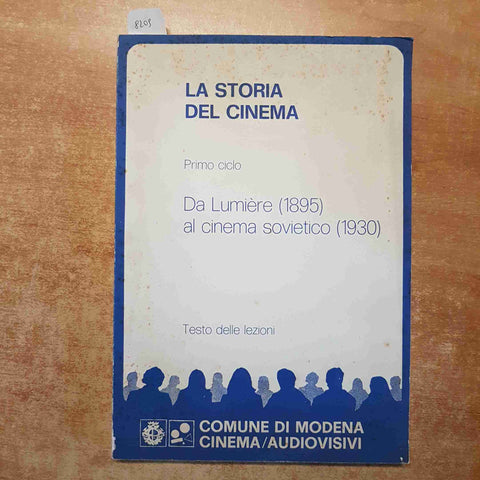 8203
LA STORIA
DEL CINEMA
Primo ciclo
Da Lumière (1895)
al cinema sovietico (1930)
Testo delle lezioni
COMUNE DI MODENA
CINEMA/AUDIOVISIVI